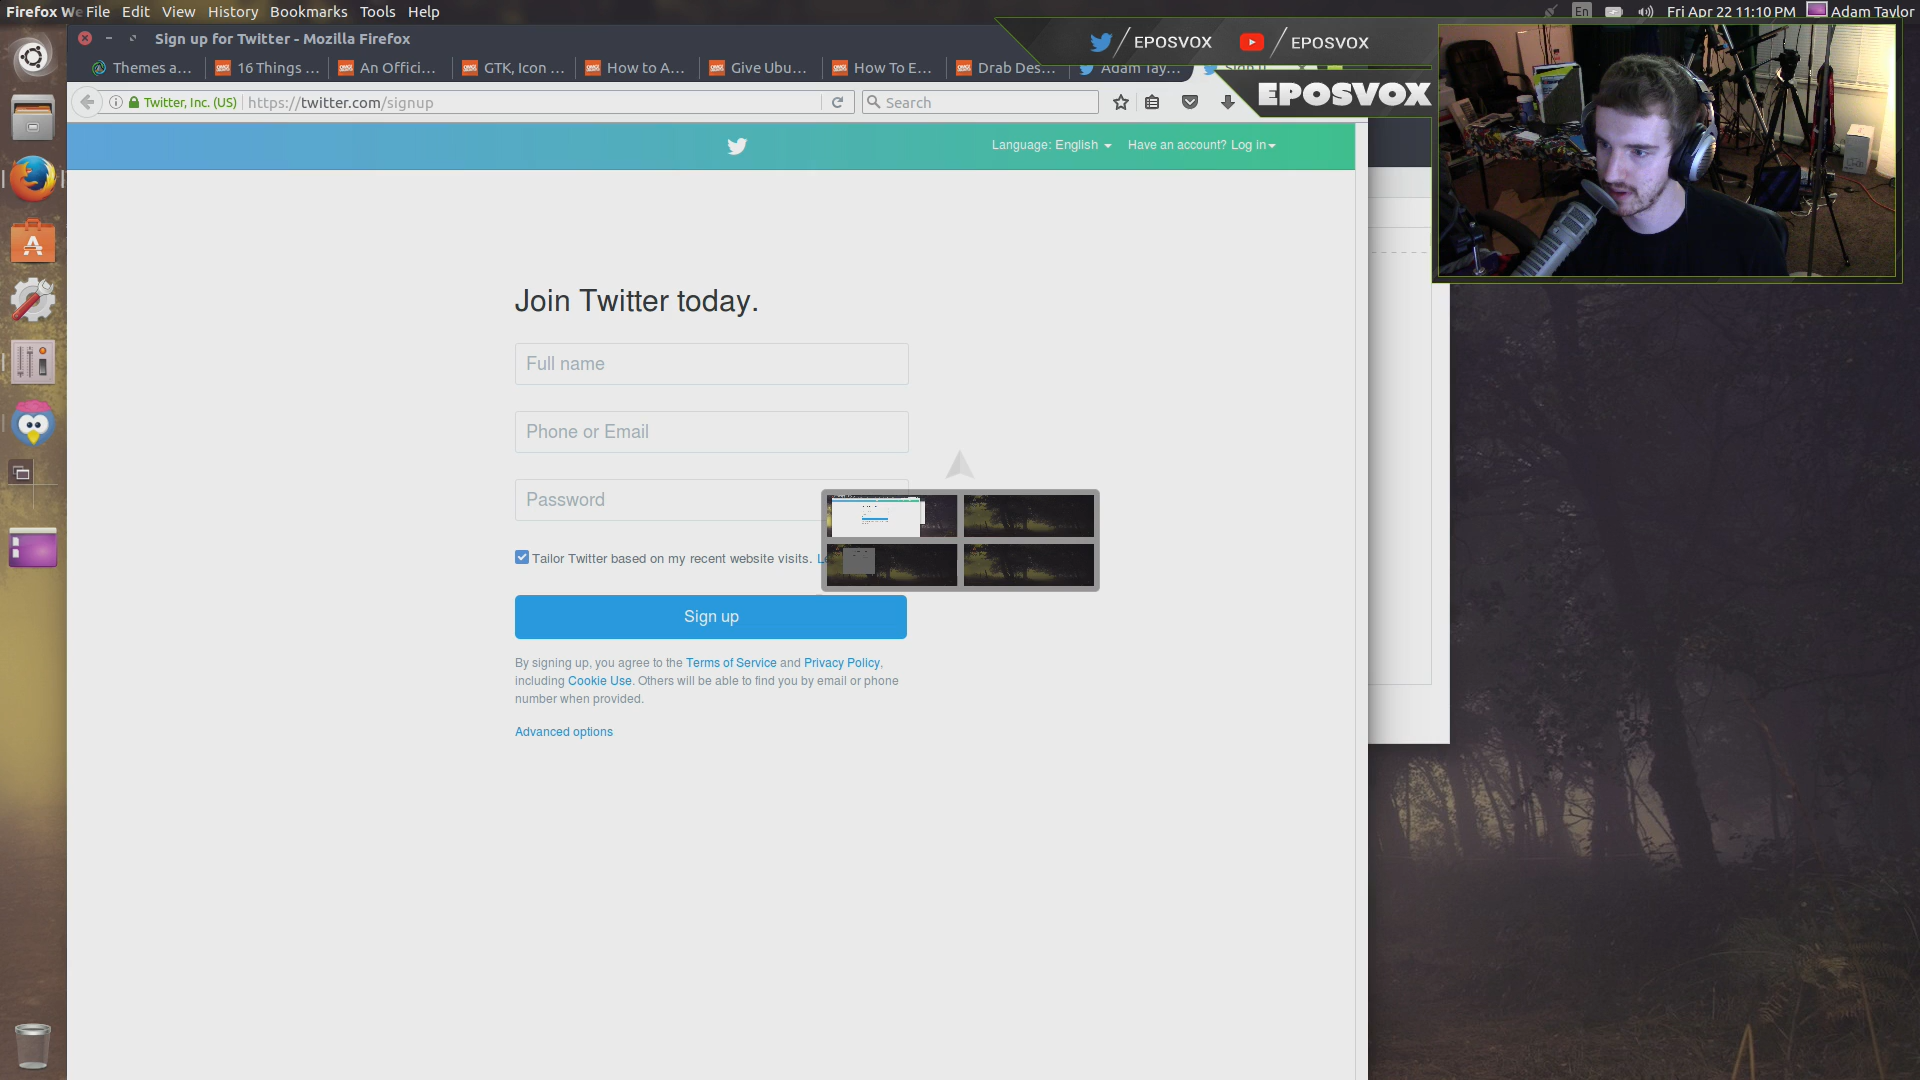 Firefox We File Edit View History Bookmarks Tools Help
En Fri Apr 22 11:10 PM Adam Taylor
Sign up for Twitter - Mozilla Firefox
EPOSVOX EPOSVOX
Themes a... 16 Things ... An Offici... GTK, Icon ... How to A... Give Ubu... How To E... Drab Des... Adam Tay...
Twitter, Inc. (US) https://twitter.com/signup Search
EPOSVOX
Language: English Have an account? Log in
Join Twitter today.
Full name
Phone or Email
Password
Tailor Twitter based on my recent website visits.
Sign up
By signing up, you agree to the Terms of Service and Privacy Policy,
including Cookie Use. Others will be able to find you by email or phone
number when provided.
Advanced options